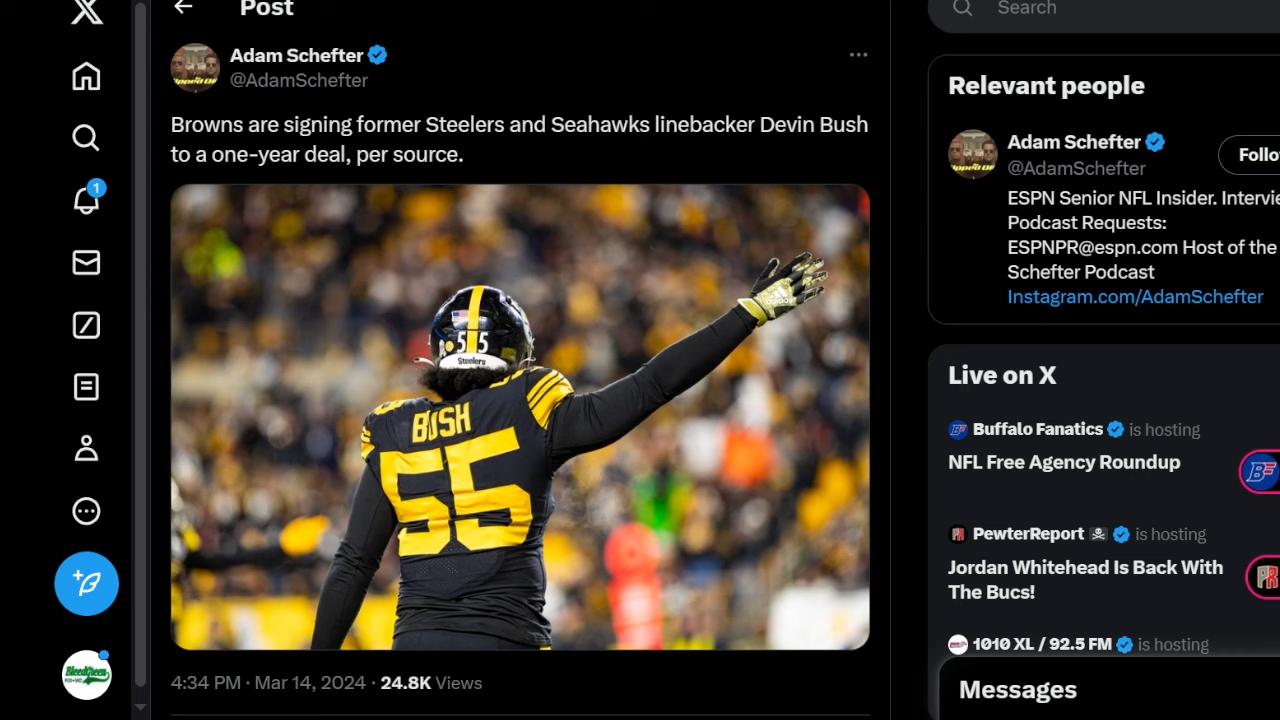 Post
Adam Schefter
@AdamSchefter
Browns are signing former Steelers and Seahawks linebacker Devin Bush
to a one-year deal, per source.
55
Steelers
BUSH
55
4:34 PM · Mar 14, 2024 · 24.8K Views
1
Search
Relevant people
Adam Schefter
@AdamSchefter
Follo
ESPN Senior NFL Insider. Intervie
Podcast Requests:
ESPNPR@espn.com Host of the
Schefter Podcast
Instagram.com/AdamSchefter
Live on X
Buffalo Fanatics is hosting
NFL Free Agency Roundup
PewterReport is hosting
Jordan Whitehead Is Back With
The Bucs!
1010 XL / 92.5 FM is hosting
Messages